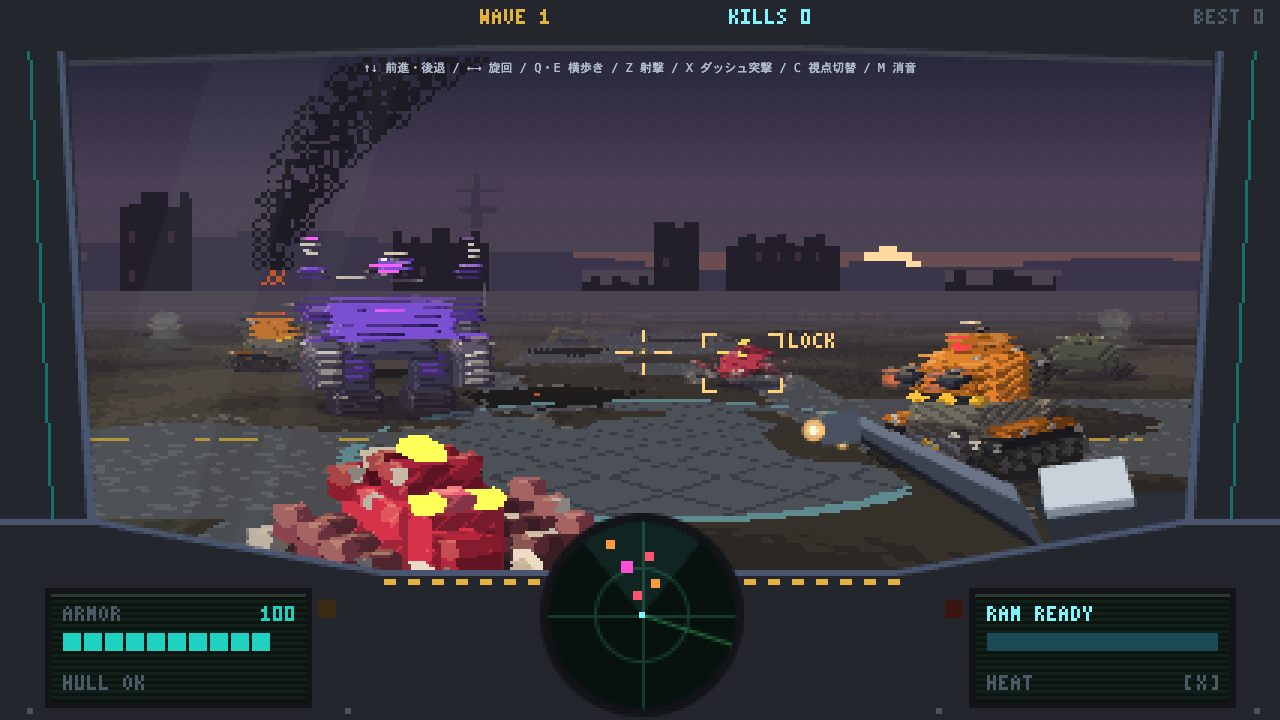 WAVE 1 KILLS 0 BEST 0
↑↓ 前進・後退 / ←→ 旋回 / Q・E 横歩き / Z 射撃 / X ダッシュ突撃 / C 視点切替 / M 消音
LOCK
ARMOR 100
HULL OK
RAM READY
HEAT [X]